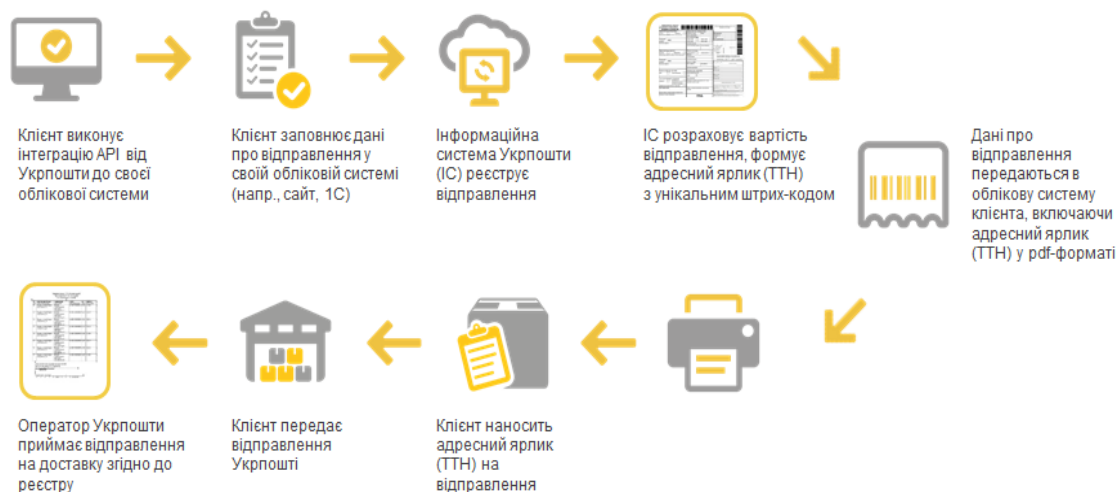 Клієнт виконує
інтеграцію API від
Укрпошти до своєї
облікової системи
Клієнт заповнює дані
про відправлення у
своїй обліковій системі
(напр., сайт, 1С)
Інформаційна
система Укрпошти
(ІС) реєструє
відправлення
ІС розраховує вартість
відправлення, формує
адресний ярлик (ТТН)
з унікальним штрих-кодом
Дані про
відправлення
передаються в
облікову систему
клієнта, включаючи
адресний ярлик
(ТТН) у pdf-форматі
Оператор Укрпошти
приймає відправлення
на доставку згідно до
реєстру
Клієнт передає
відправлення
Укрпошті
Клієнт наносить
адресний ярлик
(ТТН) на
відправлення